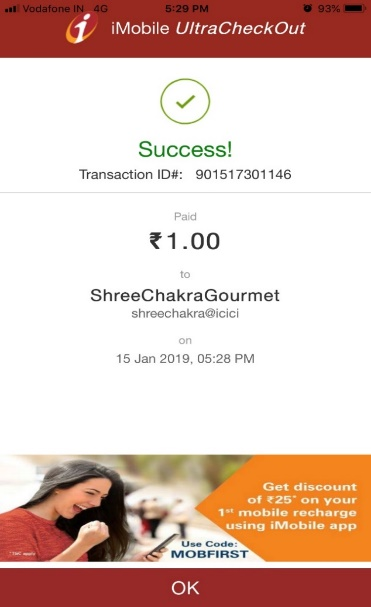 Vodafone IN 4G 5:29 PM 93%
iMobile UltraCheckOut
Success!
Transaction ID#: 901517301146
Paid
₹1.00
to
ShreeChakraGourmet
shreechakra@icici
on
15 Jan 2019, 05:28 PM
Get discount
of ₹25* on your
1st mobile recharge
using iMobile app
Use Code:
MOBFIRST
*T&C apply
OK